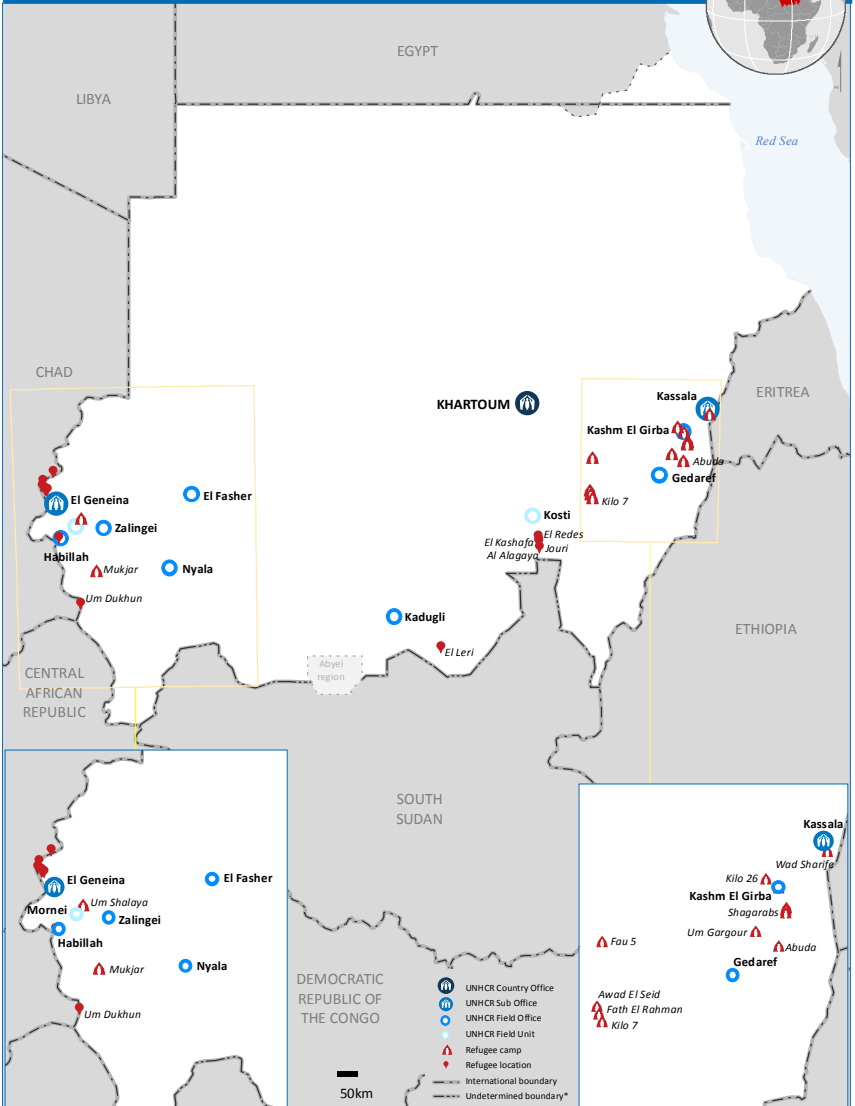 EGYPT
LIBYA
Red Sea
CHAD
ERITREA
Kassala
KHARTOUM
Kashm El Girba
Abuda
Gedaref
Kilo 7
El Geneina
El Fasher
Zalingei
Kosti
Habillah
El Redes
El Kashafa
Jouri
Al Alagaya
Mukjar
Nyala
Um Dukhun
Kadugli
El Leri
ETHIOPIA
Abyei
region
CENTRAL
AFRICAN
REPUBLIC
SOUTH
SUDAN
El Geneina
El Fasher
Um Shalaya
Mornei
Zalingei
Habillah
Mukjar
Nyala
Um Dukhun
Kassala
Wad Sharife
Kilo 26
Kashm El Girba
Shagarabs
Um Gargour
Fau 5
Abuda
Gedaref
Awad El Seid
Fath El Rahman
Kilo 7
DEMOCRATIC
REPUBLIC OF
THE CONGO
UNHCR Country Office
UNHCR Sub Office
UNHCR Field Office
UNHCR Field Unit
Refugee camp
Refugee location
International boundary
Undetermined boundary*
50km